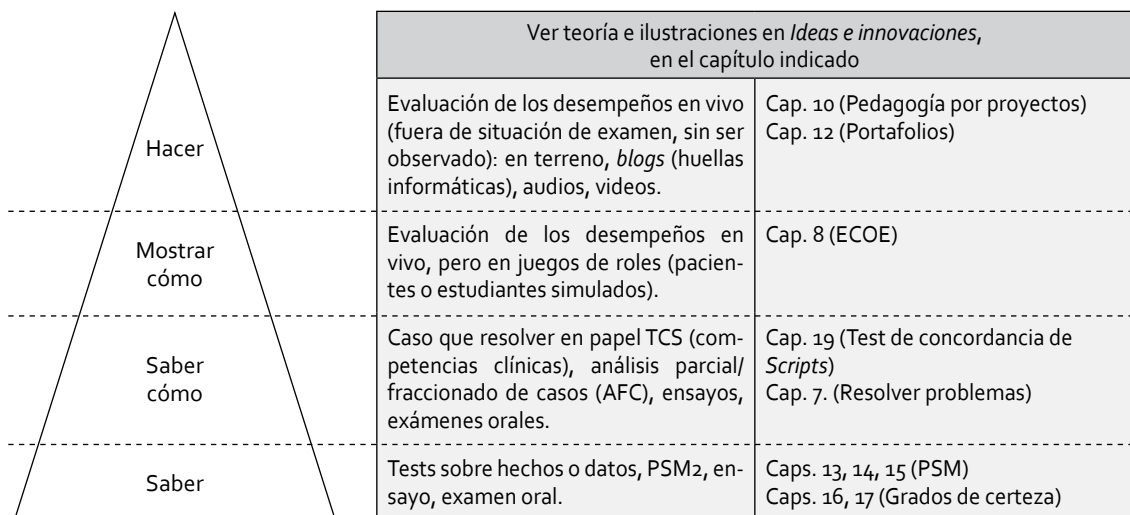 Ver teoría e ilustraciones en Ideas e innovaciones,
en el capítulo indicado
Hacer
Evaluación de los desempeños en vivo
(fuera de situación de examen, sin ser
observado): en terreno, blogs (huellas
informáticas), audios, videos.
Cap. 10 (Pedagogía por proyectos)
Cap. 12 (Portafolios)
Mostrar
cómo
Evaluación de los desempeños en
vivo, pero en juegos de roles (pacien-
tes o estudiantes simulados).
Cap. 8 (ECOE)
Saber
cómo
Caso que resolver en papel TCS (com-
petencias clínicas), análisis parcial/
fraccionado de casos (AFC), ensayos,
exámenes orales.
Cap. 19 (Test de concordancia de
Scripts)
Cap. 7. (Resolver problemas)
Saber
Tests sobre hechos o datos, PSM2, en-
sayo, examen oral.
Caps. 13, 14, 15 (PSM)
Caps. 16, 17 (Grados de certeza)